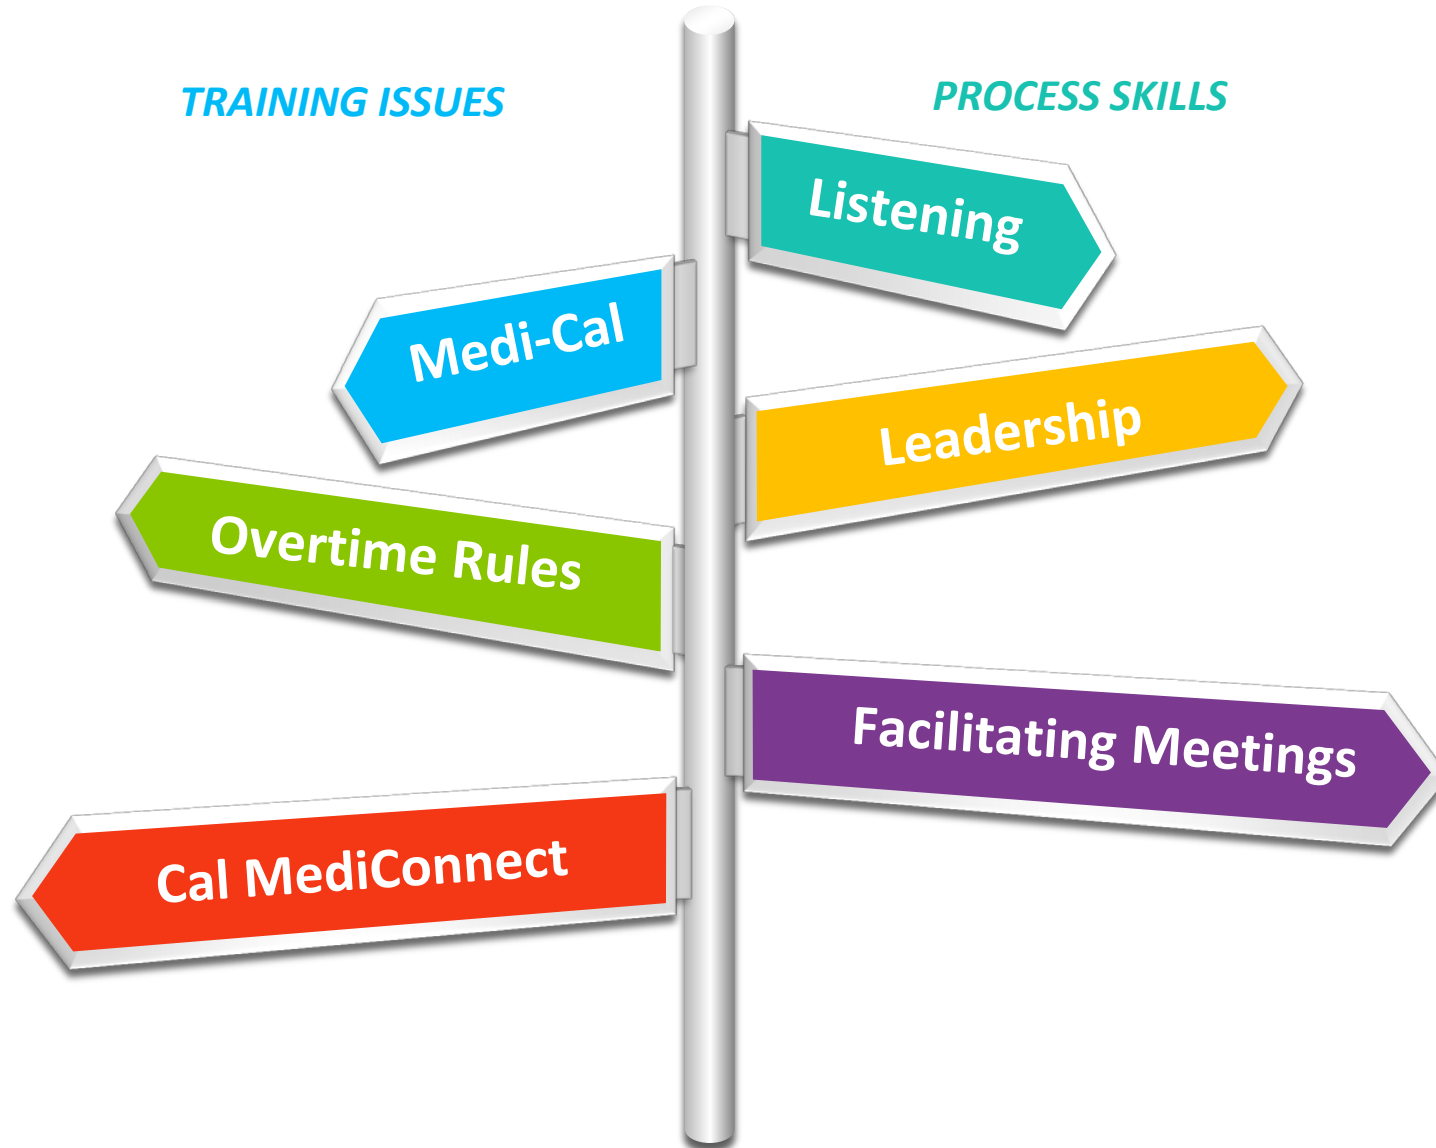 TRAINING ISSUES
Medi-Cal
Overtime Rules
Cal MediConnect
PROCESS SKILLS
Listening
Leadership
Facilitating Meetings